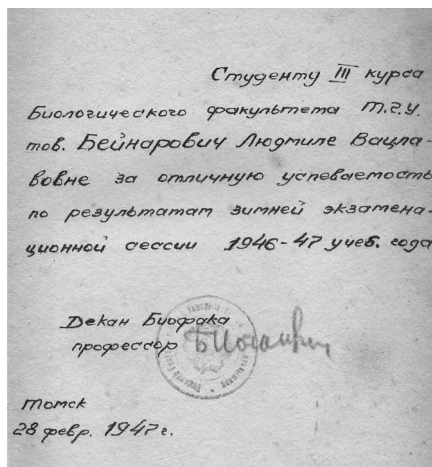 Студенту III курса
Биологического факультета Т.Г.У.
тов. Бейнарович Людмиле Вацла-
вовне за отличную успеваемость
по результатам зимней экзамена-
ционной сессии 1946-47 учеб. года
Декан Биофака
профессор
Томск
28 февр. 1947 г.